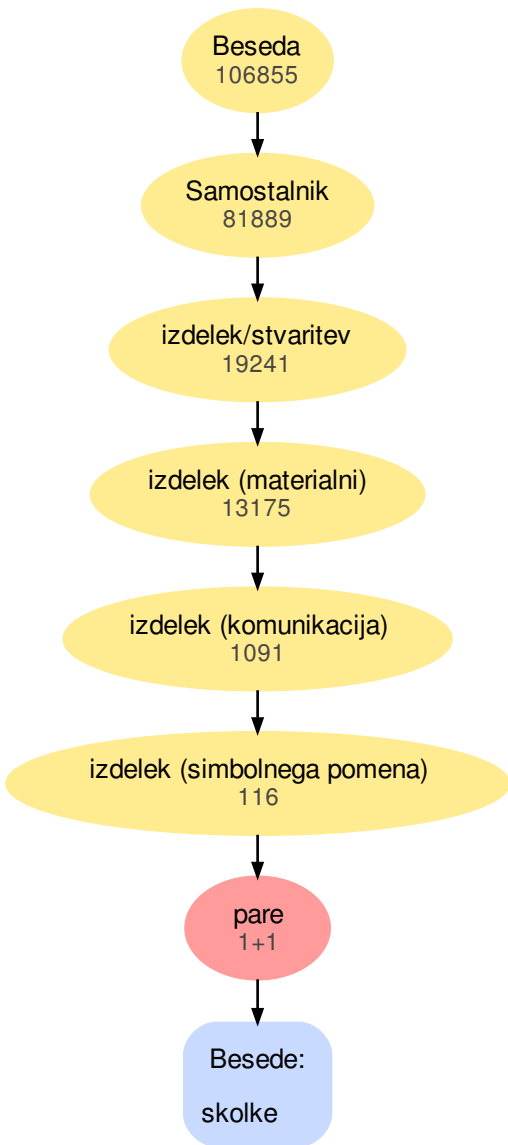 Beseda
106855
Samostalnik
81889
izdelek/stvaritev
19241
izdelek (materialni)
13175
izdelek (komunikacija)
1091
izdelek (simbolnega pomena)
116
pare
1+1
Besede:
skolke